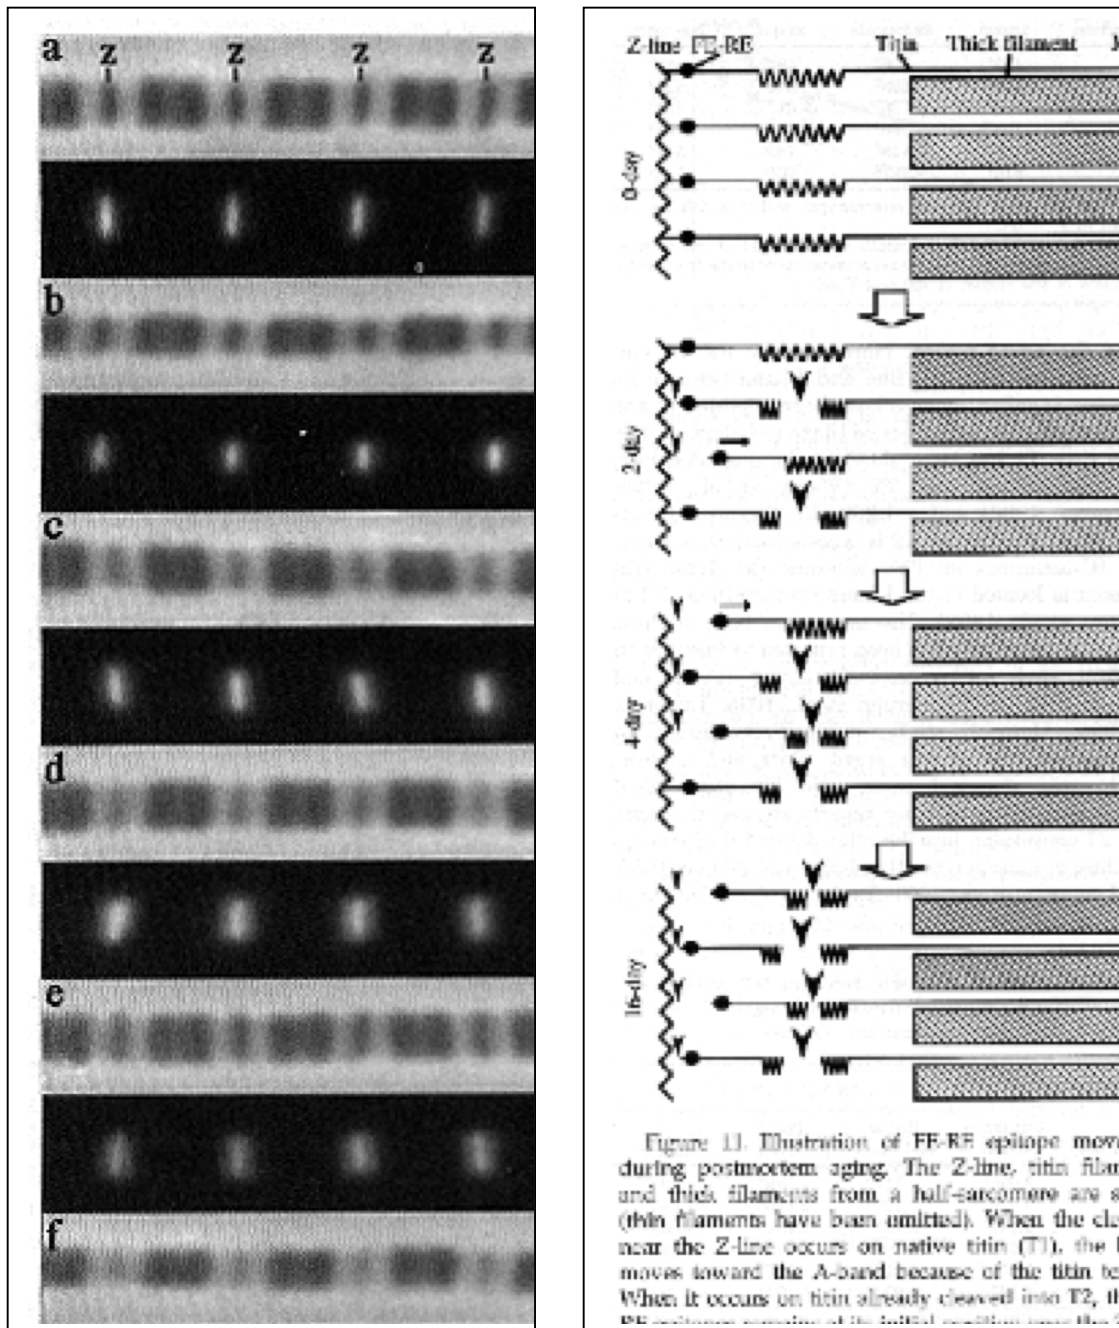 a z z z z
b
c
d
e
f
Z-line FE-RE Titin Thick filament
0-day
2-day
4-day
16-day
Figure 11. Illustration of FE-RE epitope
during postmortem aging. The Z-line, titin
and thick filaments from a half-sarcomere are
(thin filaments have been omitted). When the
near the Z-line occurs on native titin (T1), the
moves toward the A-band because of the titin
When it occurs on titin already cleaved into T2,